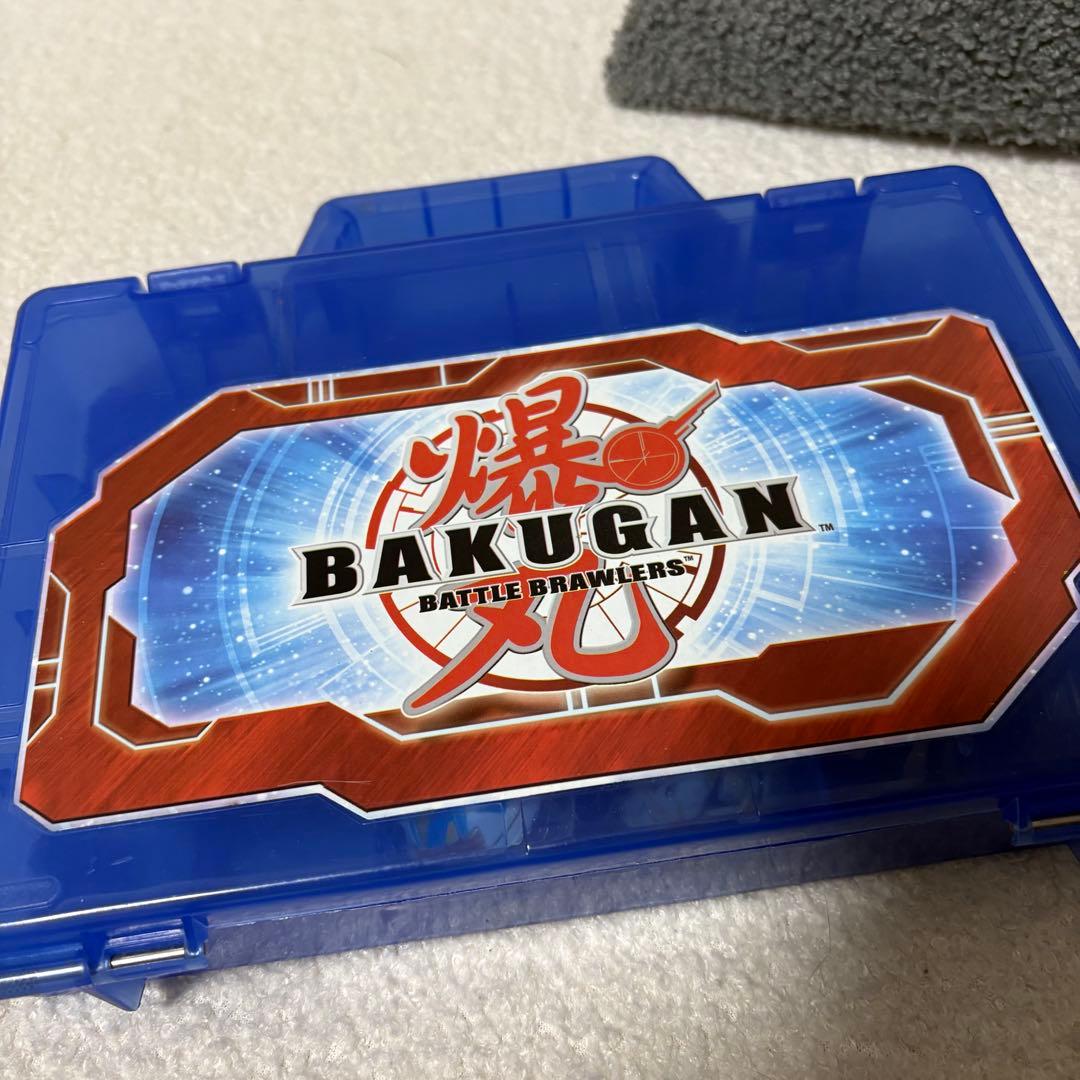 爆
BAKUGAN™
BATTLE BRAWLERS™
丸